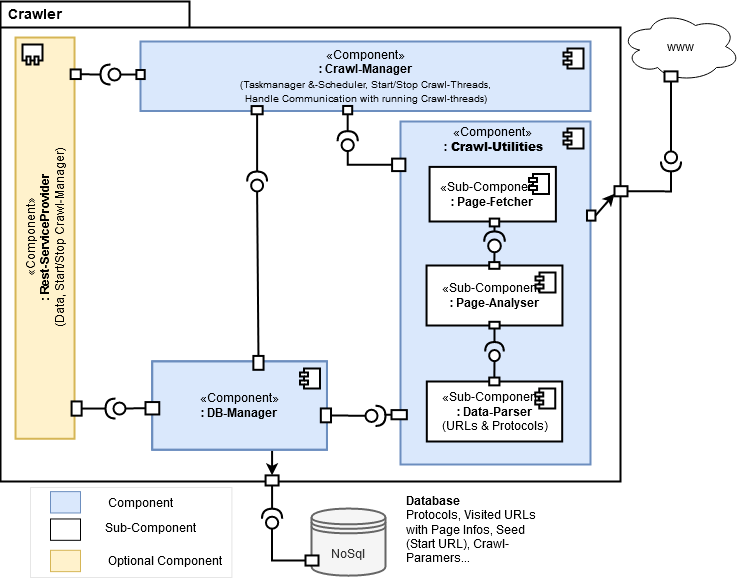 Crawler
«Component»
: Crawl-Manager
(Taskmanager &-Scheduler, Start/Stop Crawl-Threads,
Handle Communication with running Crawl-threads)
www
«Component»
: Rest-ServiceProvider
(Data, Start/Stop Crawl-Manager)
«Component»
: Crawl-Utilities
«Sub-Component
: Page-Fetcher
«Sub-Component
: Page-Analyser
«Sub-Component
: Data-Parser
(URLs & Protocols)
«Component»
: DB-Manager
Component
Sub-Component
Optional Component
NoSql
Database
Protocols, Visited URLs
with Page Infos, Seed
(Start URL), Crawl-
Paramers...